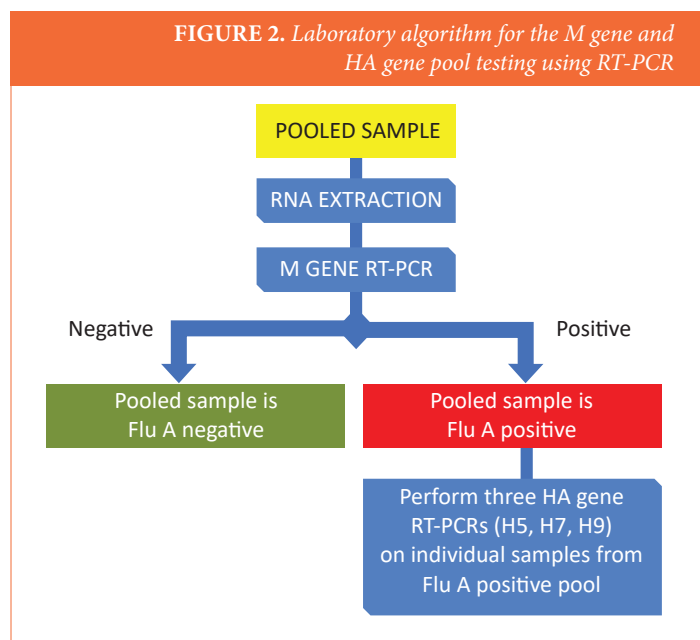 FIGURE 2. Laboratory algorithm for the M gene and
HA gene pool testing using RT-PCR
POOLED SAMPLE
RNA EXTRACTION
M GENE RT-PCR
Negative
Positive
Pooled sample is
Flu A negative
Pooled sample is
Flu A positive
Perform three HA gene
RT-PCRs (H5, H7, H9)
on individual samples from
Flu A positive pool